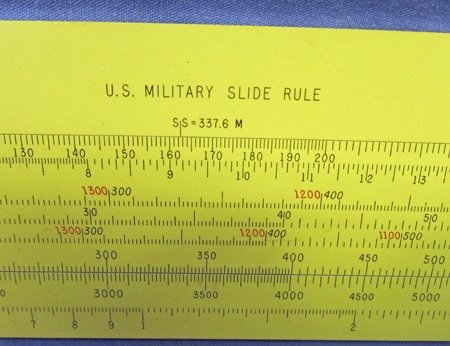 U.S. MILITARY SLIDE RULE
SS = 337.6 M
130 140 150 160 170 180 190 200
8 9 10 11 12 13
1300 300 1200 400
30 40 50
1300 300 1200 400 1100 500
300 350 400 450 500
3000 3500 4000 4500 5000
7 8 9 1 2